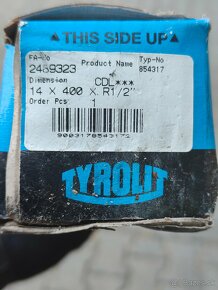 THIS SIDE UP
FA-No Product Name Typ-No
2469323 CDL*** 854317
Dimension
14 x 400 x R1/2"
Order Pcs: 1
9003178543172
TYROLIT